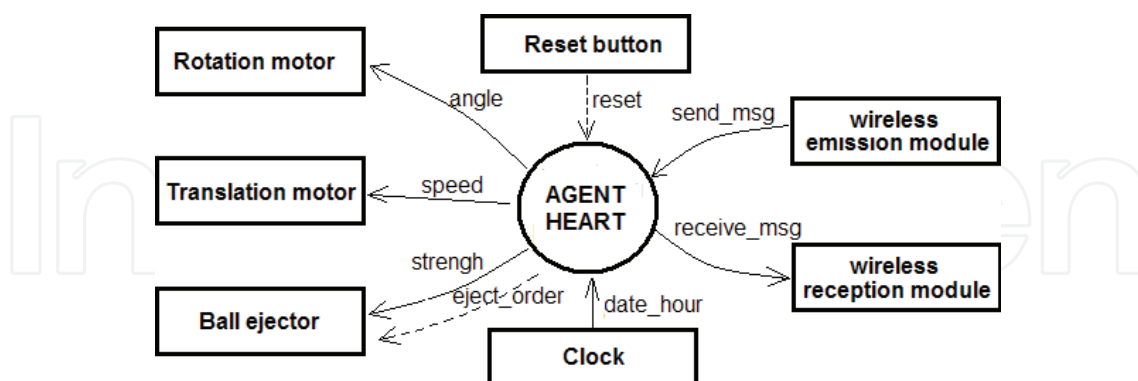 Reset button
Rotation motor
angle
reset
send_msg
wireless
emission module
Translation motor
speed
AGENT
HEART
receive_msg
strengh
eject_order
wireless
reception module
Ball ejector
date_hour
Clock